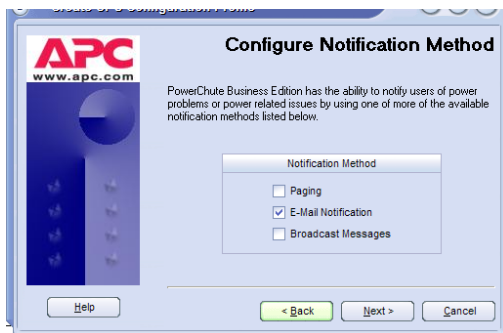 APC
www.apc.com
Configure Notification Method
PowerChute Business Edition has the ability to notify users of power
problems or power related issues by using one of more of the available
notification methods listed below.
Notification Method
Paging
E-Mail Notification
Broadcast Messages
Help
< Back
Next >
Cancel